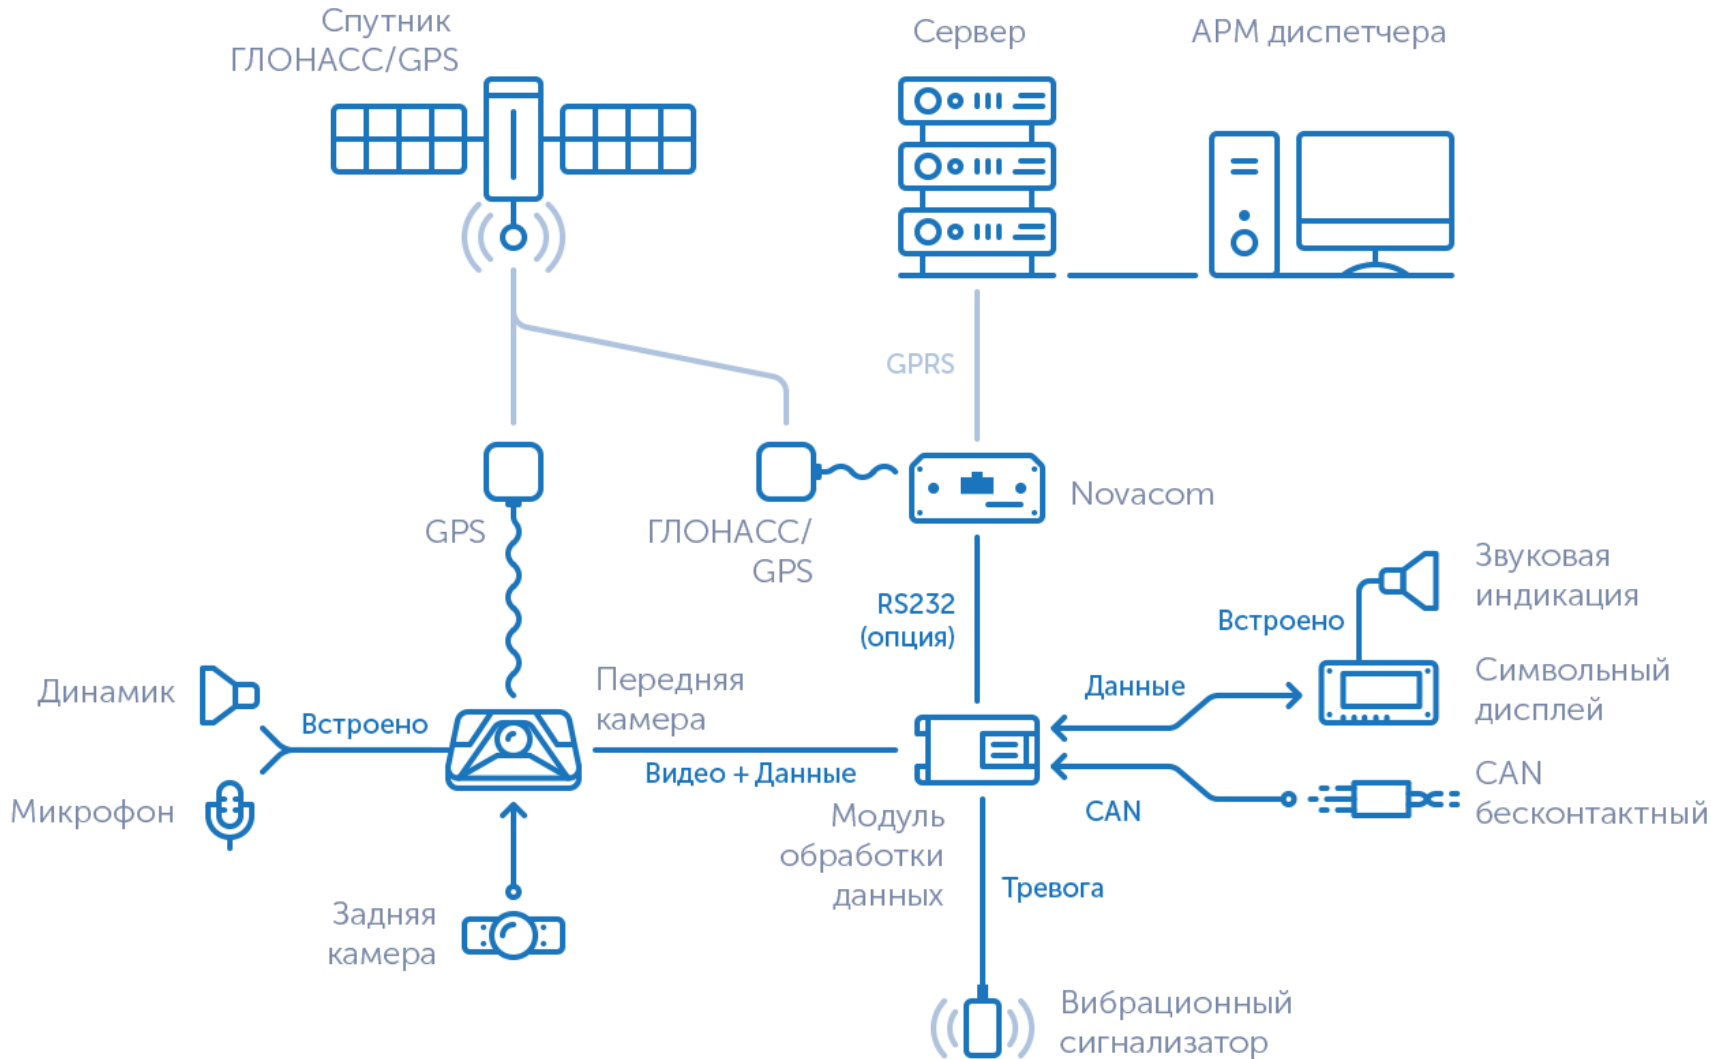 Спутник
ГЛОНАСС/GPS
Сервер
АРМ диспетчера
GPRS
GPS
ГЛОНАСС/
GPS
Novacom
RS232
(опция)
Звуковая
индикация
Встроено
Символьный
дисплей
Данные
Динамик
Встроено
Передняя
камера
Видео + Данные
Микрофон
CAN
CAN
бесконтактный
Модуль
обработки
данных
Тревога
Задняя
камера
Вибрационный
сигнализатор